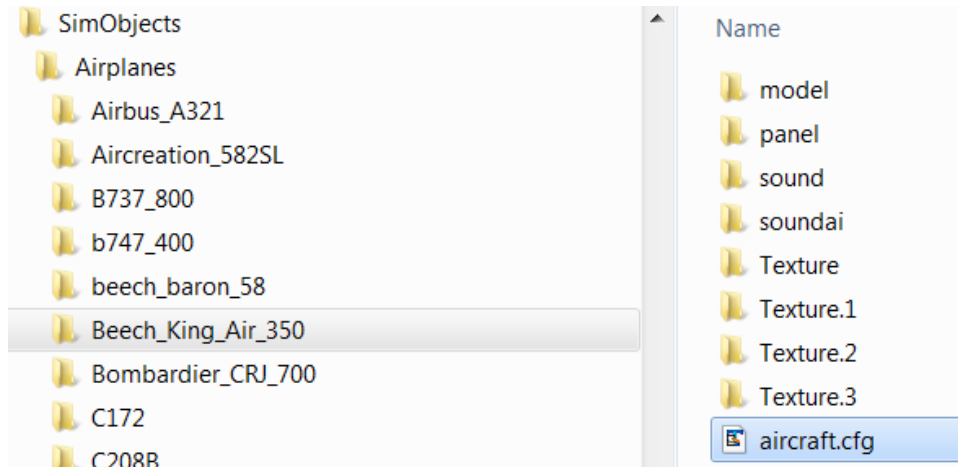 SimObjects
Airplanes
Airbus_A321
Aircreation_582SL
B737_800
b747_400
beech_baron_58
Beech_King_Air_350
Bombardier_CRJ_700
C172
C208B
Name
model
panel
sound
soundai
Texture
Texture.1
Texture.2
Texture.3
aircraft.cfg